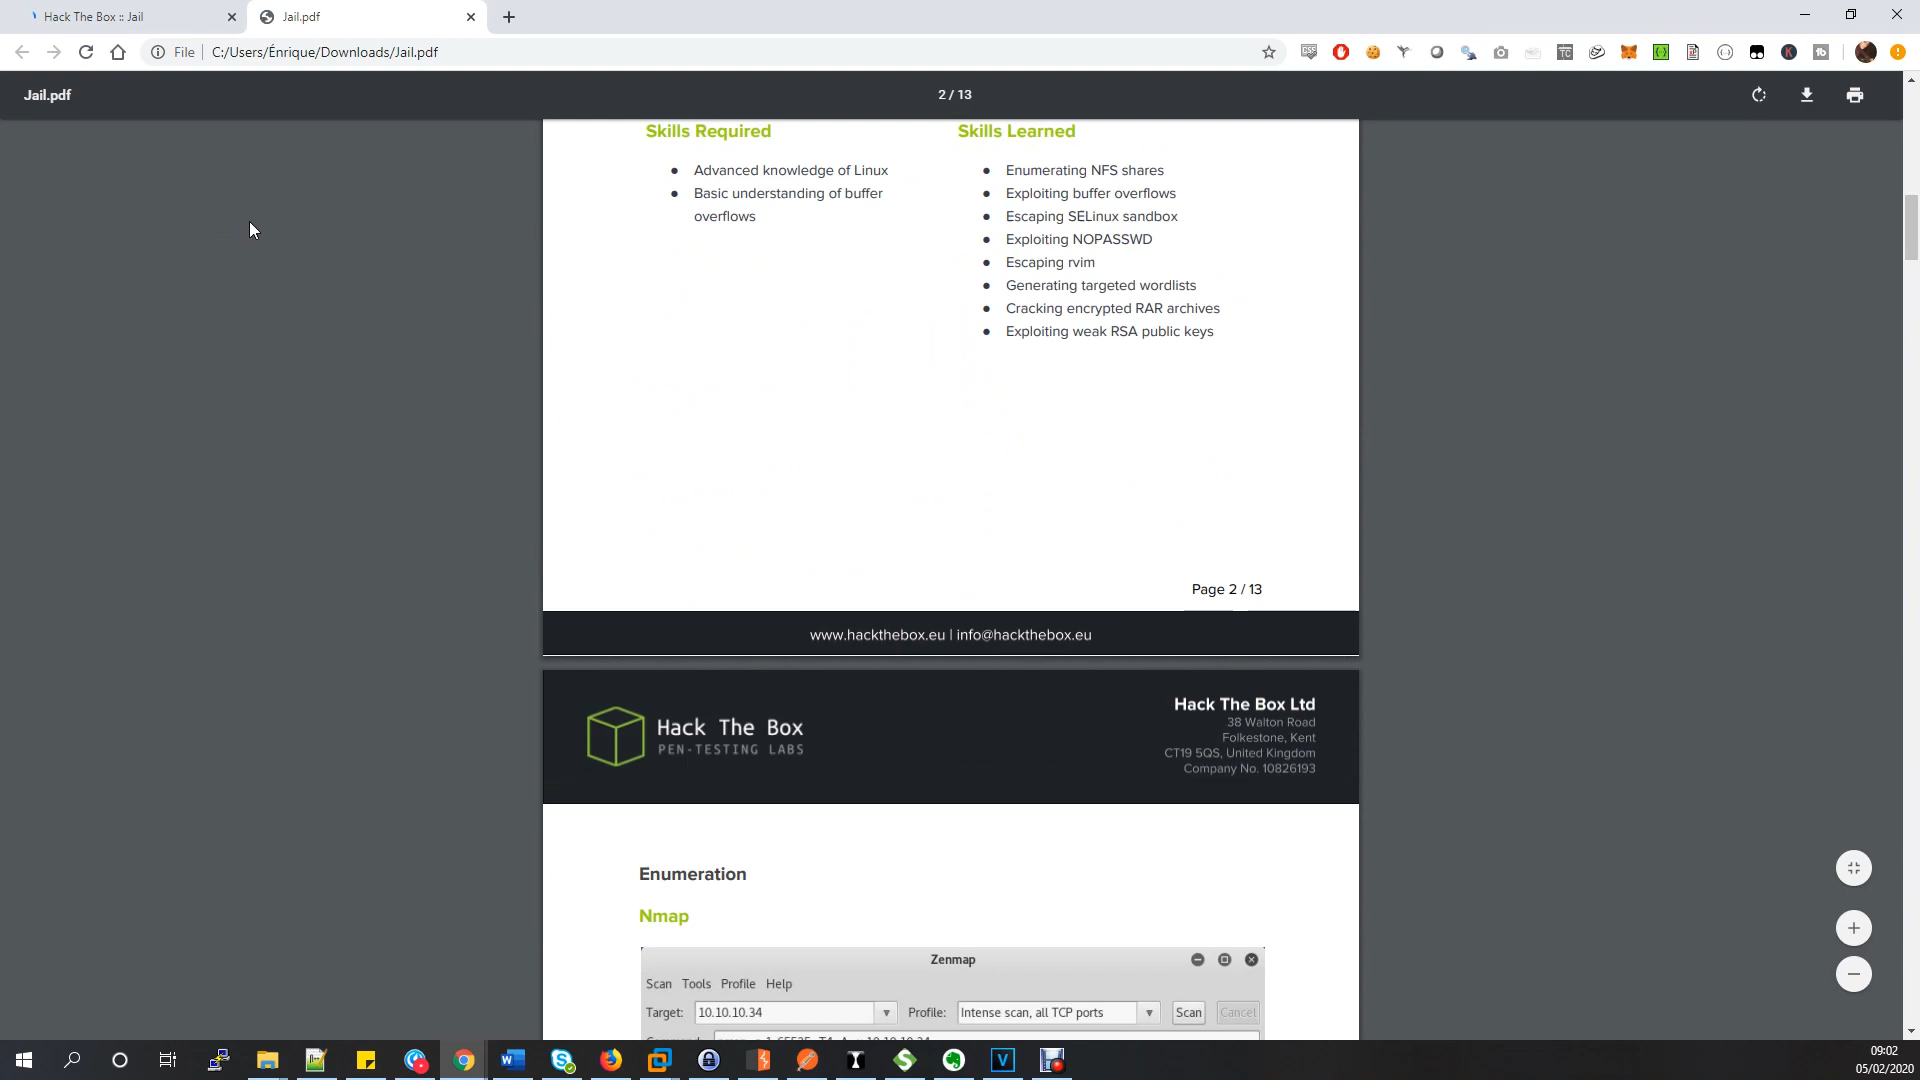 Hack The Box :: Jail
Jail.pdf
File
C:/Users/Énrique/Downloads/Jail.pdf
Jail.pdf
2 / 13
Skills Required
Advanced knowledge of Linux
Basic understanding of buffer
overflows
Skills Learned
Enumerating NFS shares
Exploiting buffer overflows
Escaping SELinux sandbox
Exploiting NOPASSWD
Escaping rvim
Generating targeted wordlists
Cracking encrypted RAR archives
Exploiting weak RSA public keys
Page 2 / 13
www.hackthebox.eu | info@hackthebox.eu
Hack The Box
PEN-TESTING LABS
Hack The Box Ltd
38 Walton Road
Folkestone, Kent
CT19 5QS, United Kingdom
Company No. 10826193
Enumeration
Nmap
Zenmap
Scan Tools Profile Help
Target: 10.10.10.34 Profile: Intense scan, all TCP ports Scan Cancel
09:02
05/02/2020